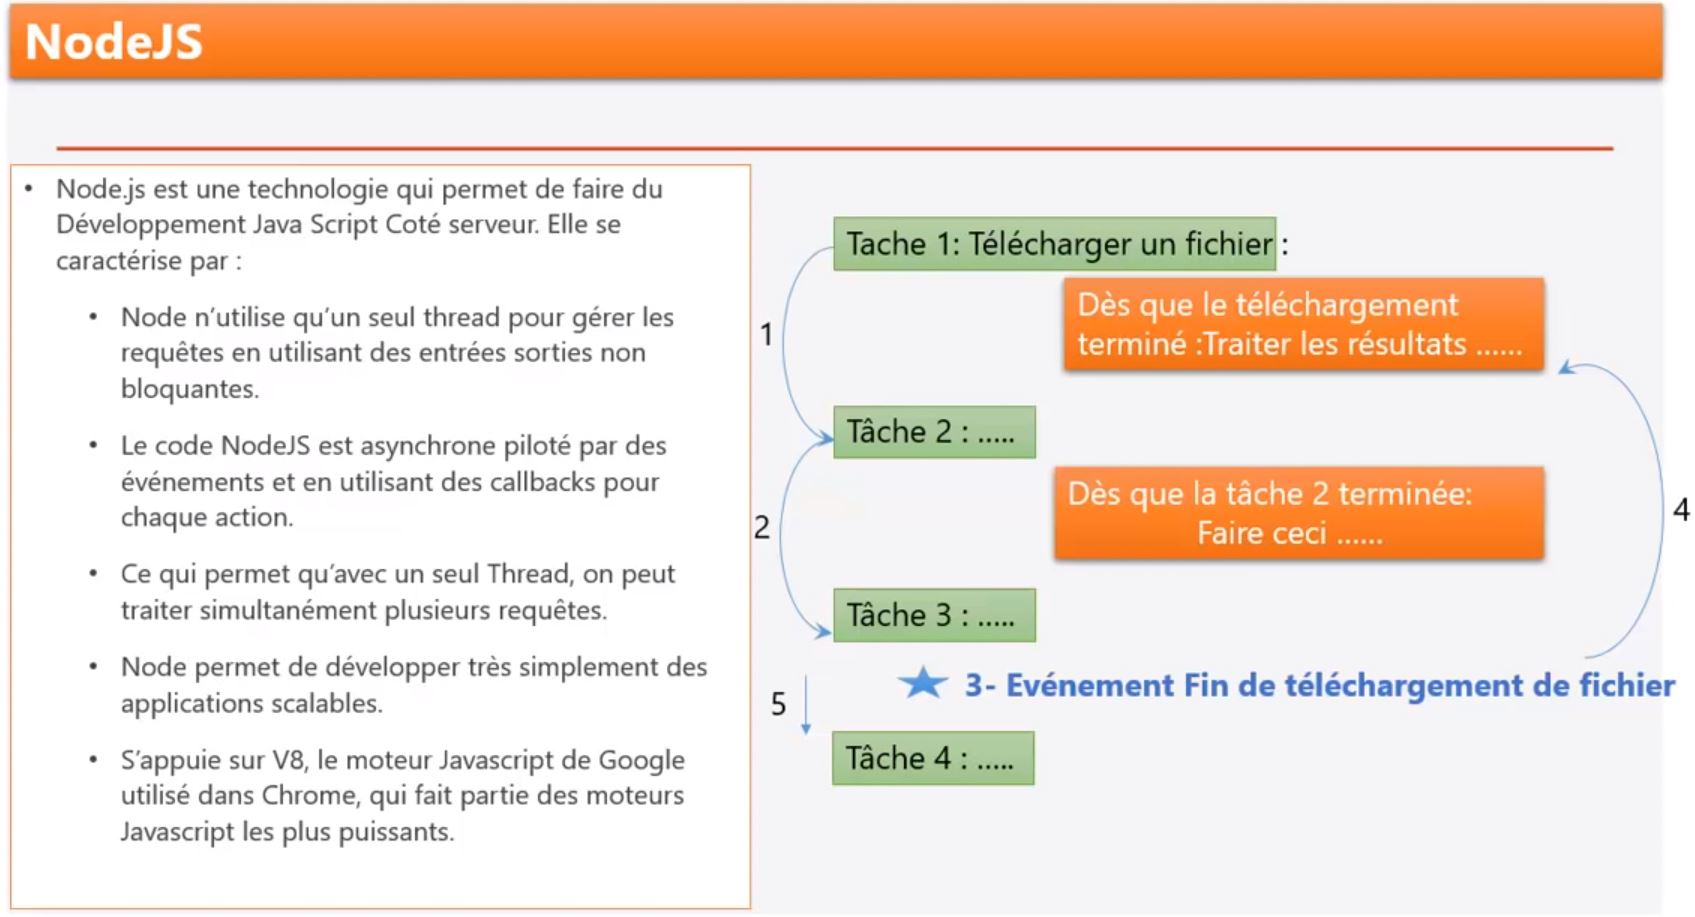 NodeJS
• Node.js est une technologie qui permet de faire du
Développement Java Script Coté serveur. Elle se
caractérise par :
• Node n’utilise qu’un seul thread pour gérer les
requêtes en utilisant des entrées sorties non
bloquantes.
• Le code NodeJS est asynchrone piloté par des
événements et en utilisant des callbacks pour
chaque action.
• Ce qui permet qu’avec un seul Thread, on peut
traiter simultanément plusieurs requêtes.
• Node permet de développer très simplement des
applications scalables.
• S’appuie sur V8, le moteur Javascript de Google
utilisé dans Chrome, qui fait partie des moteurs
Javascript les plus puissants.
Tache 1: Télécharger un fichier :
Dès que le téléchargement
terminé :Traiter les résultats ......
1
Tâche 2 : .....
Dès que la tâche 2 terminée:
Faire ceci ......
4
2
Tâche 3 : .....
3- Evénement Fin de téléchargement de fichier
5
Tâche 4 : .....